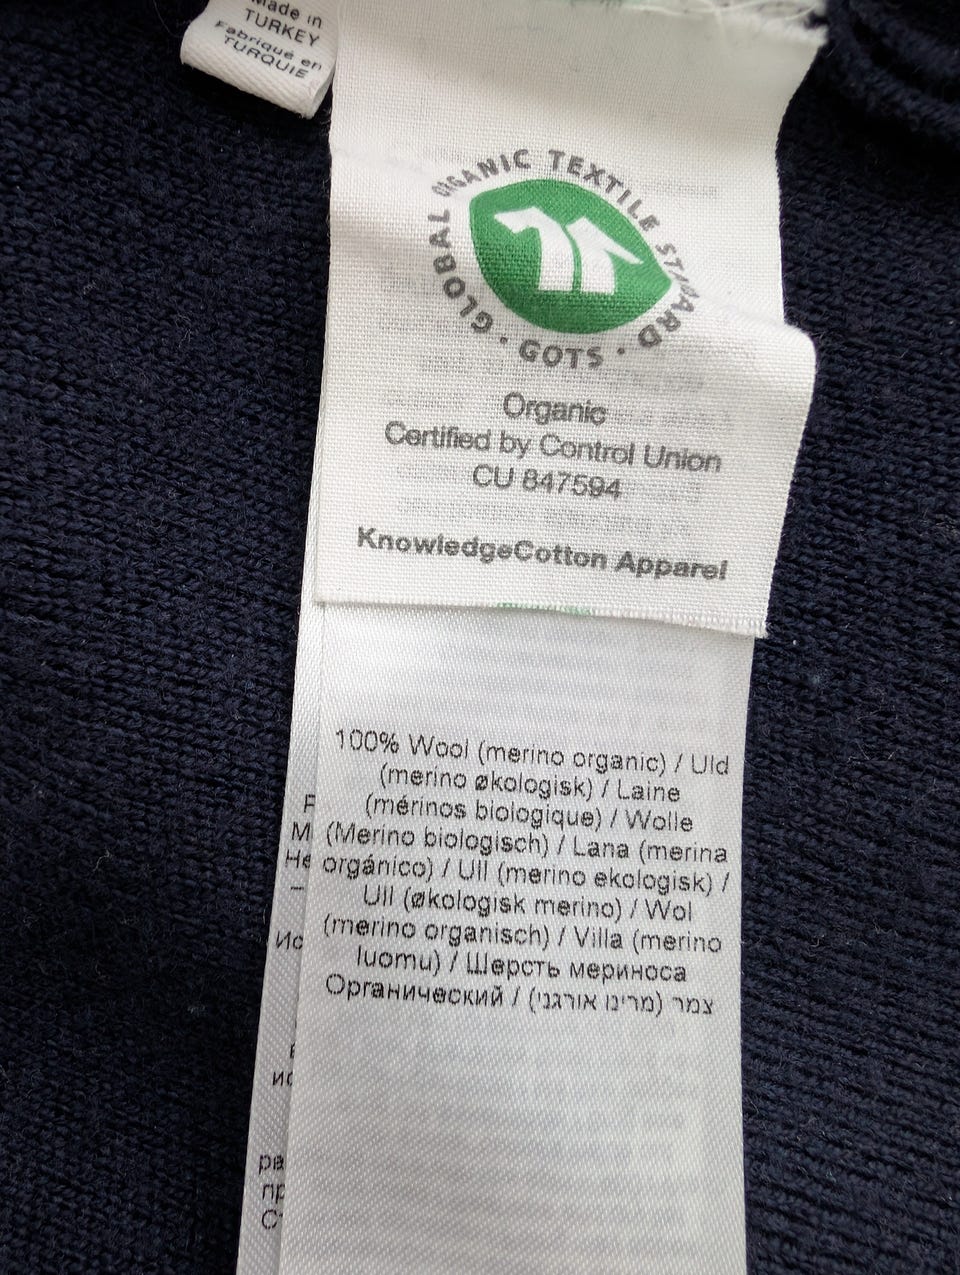 Made in
TURKEY
Fabriqué en
TURQUIE
GLOBAL ORGANIC TEXTILE STANDARD
· GOTS ·
Organic
Certified by Control Union
CU 847594
KnowledgeCotton Apparel
100% Wool (merino organic) / Uld
(merino økologisk) / Laine
(mérinos biologique) / Wolle
(Merino biologisch) / Lana (merina
orgánico) / Ull (merino ekologisk) /
Ull (økologisk merino) / Wol
(merino organisch) / Villa (merino
luomu) / Шерсть мериноса
Органический / צמר (מרינו אורגני)